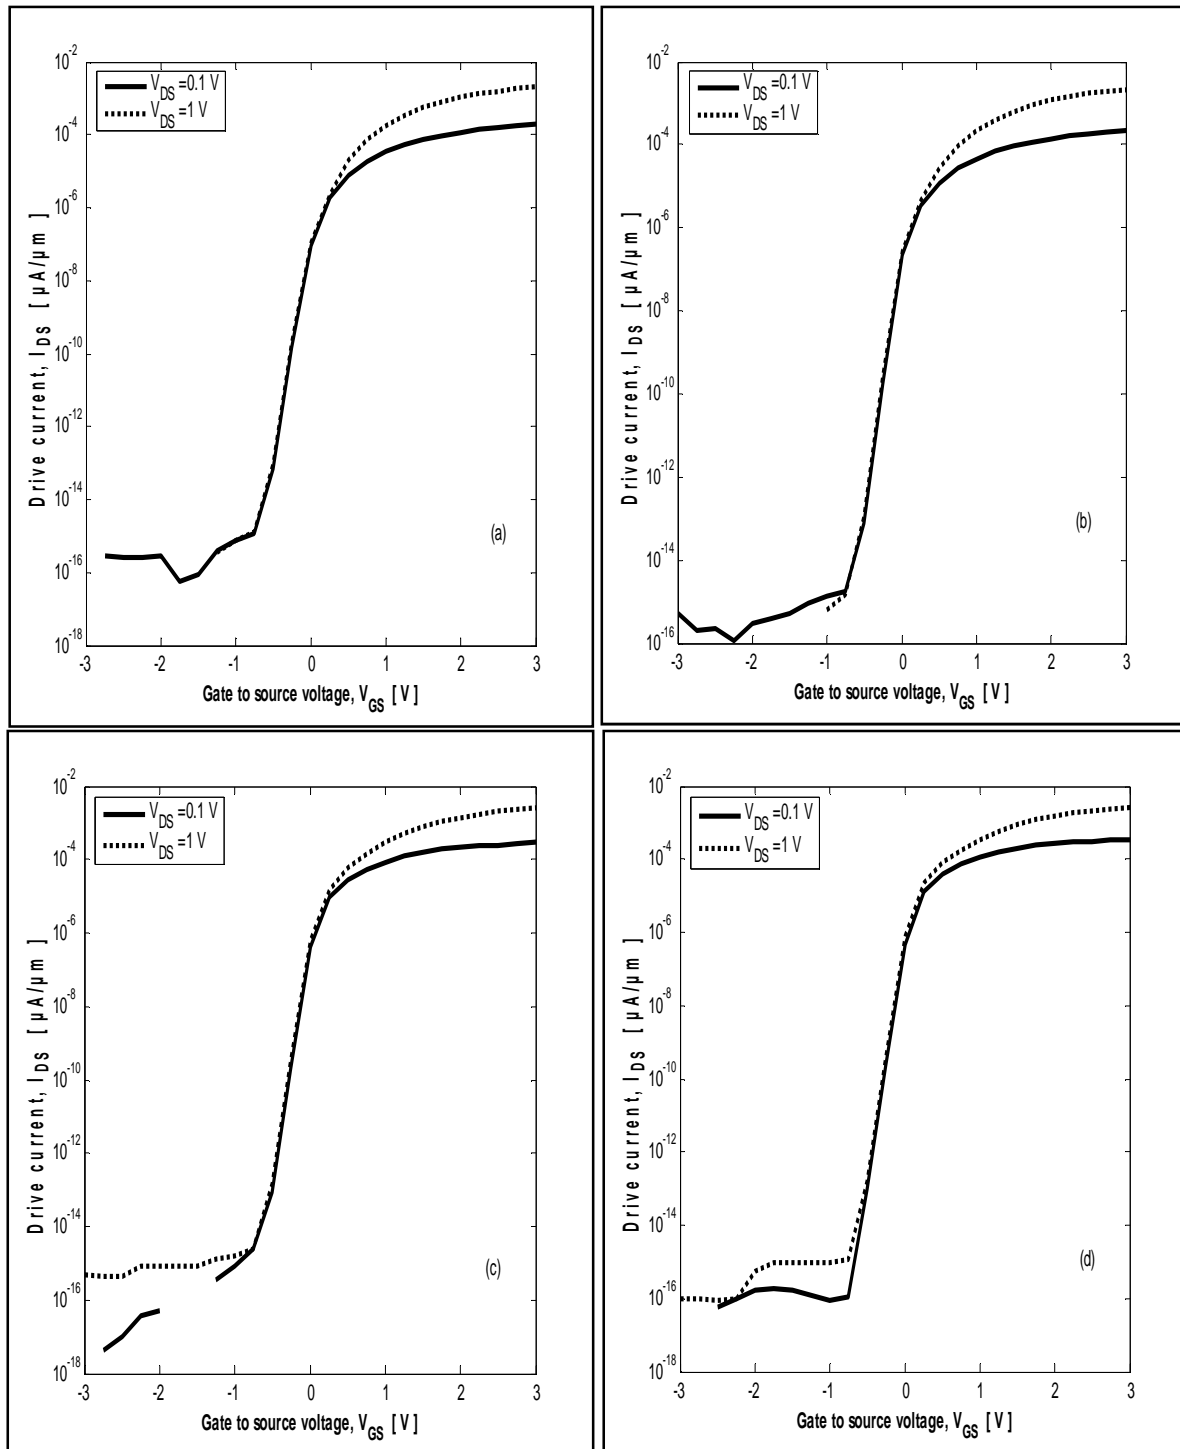 10^-2
V_DS =0.1 V
V_DS =1 V
10^-4
10^-6
10^-8
10^-10
10^-12
10^-14
10^-16
10^-18
Drive current, I_DS [ µA/µm ]
(a)
-3 -2 -1 0 1 2 3
Gate to source voltage, V_GS [ V ]
10^-2
V_DS =0.1 V
V_DS =1 V
10^-4
10^-6
10^-8
10^-10
10^-12
10^-14
10^-16
Drive current, I_DS [ µA/µm ]
(b)
-3 -2 -1 0 1 2 3
Gate to source voltage, V_GS [ V ]
10^-2
V_DS =0.1 V
V_DS =1 V
10^-4
10^-6
10^-8
10^-10
10^-12
10^-14
10^-16
10^-18
Drive current, I_DS [ µA/µm ]
(c)
-3 -2 -1 0 1 2 3
Gate to source voltage, V_GS [ V ]
10^-2
V_DS =0.1 V
V_DS =1 V
10^-4
10^-6
10^-8
10^-10
10^-12
10^-14
10^-16
10^-18
Drive current, I_DS [ µA/µm ]
(d)
-3 -2 -1 0 1 2 3
Gate to source voltage, V_GS [ V ]